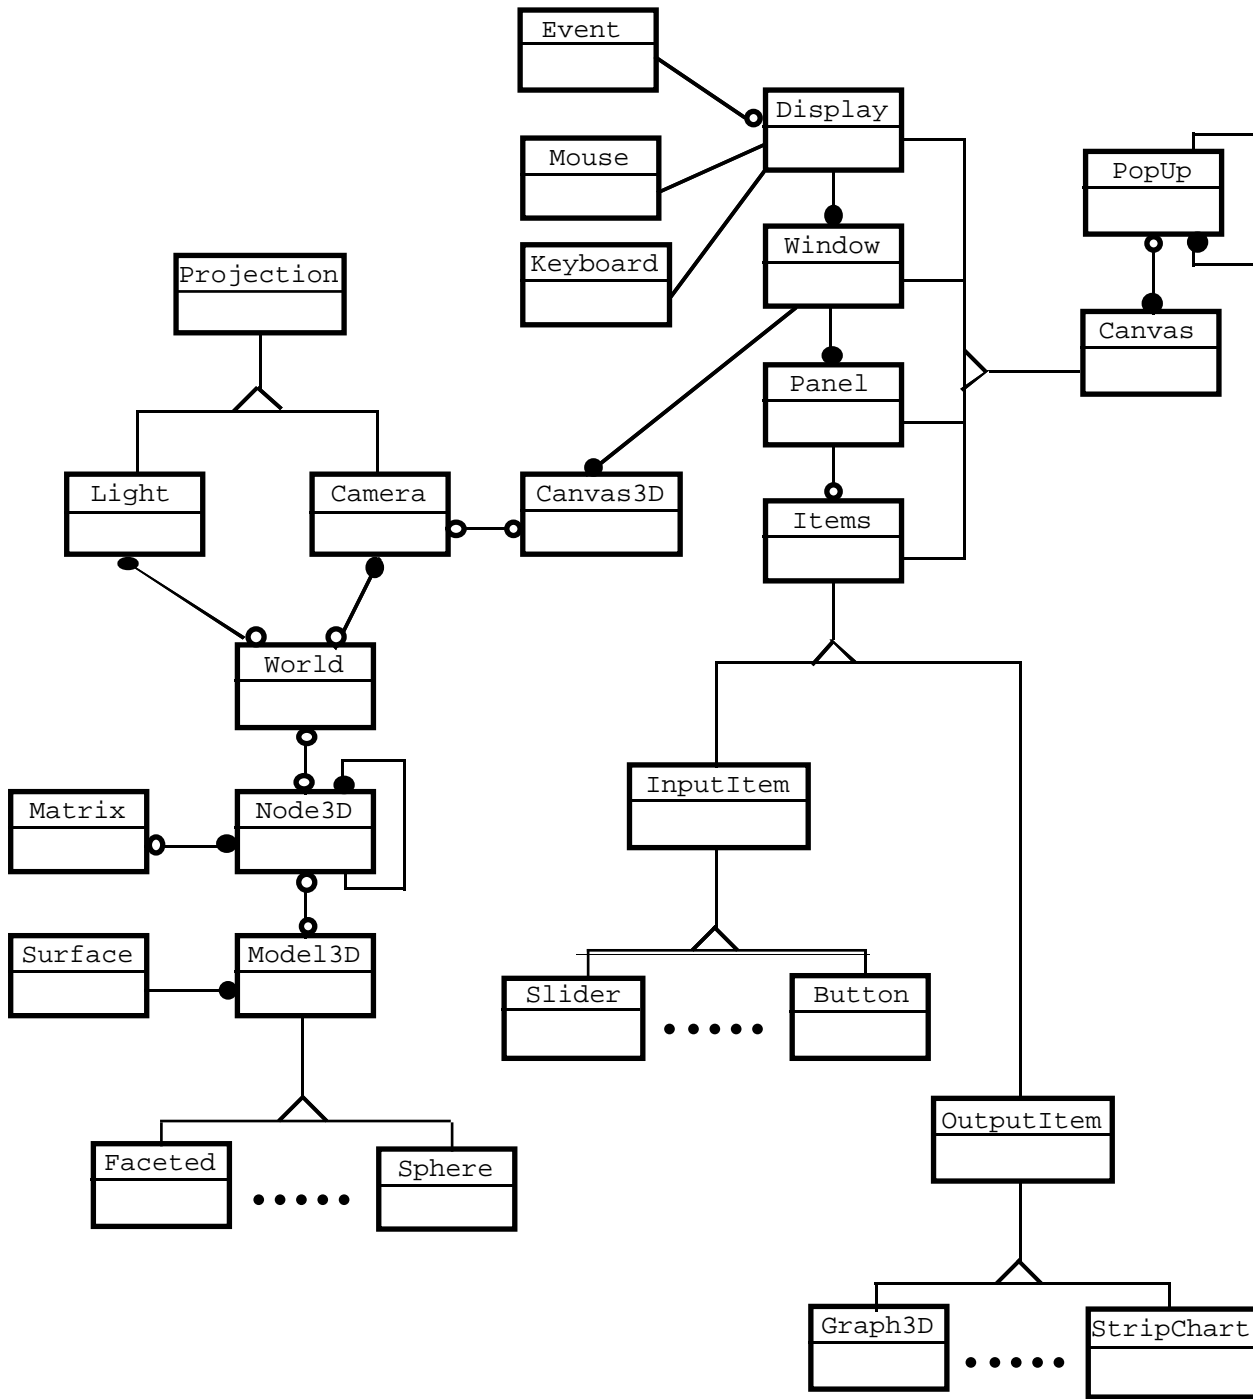 Event
Display
Mouse
PopUp
Window
Keyboard
Projection
Canvas
Panel
Light
Camera
Canvas3D
Items
World
InputItem
Matrix
Node3D
Surface
Model3D
Slider
Button
OutputItem
Faceted
Sphere
Graph3D
StripChart